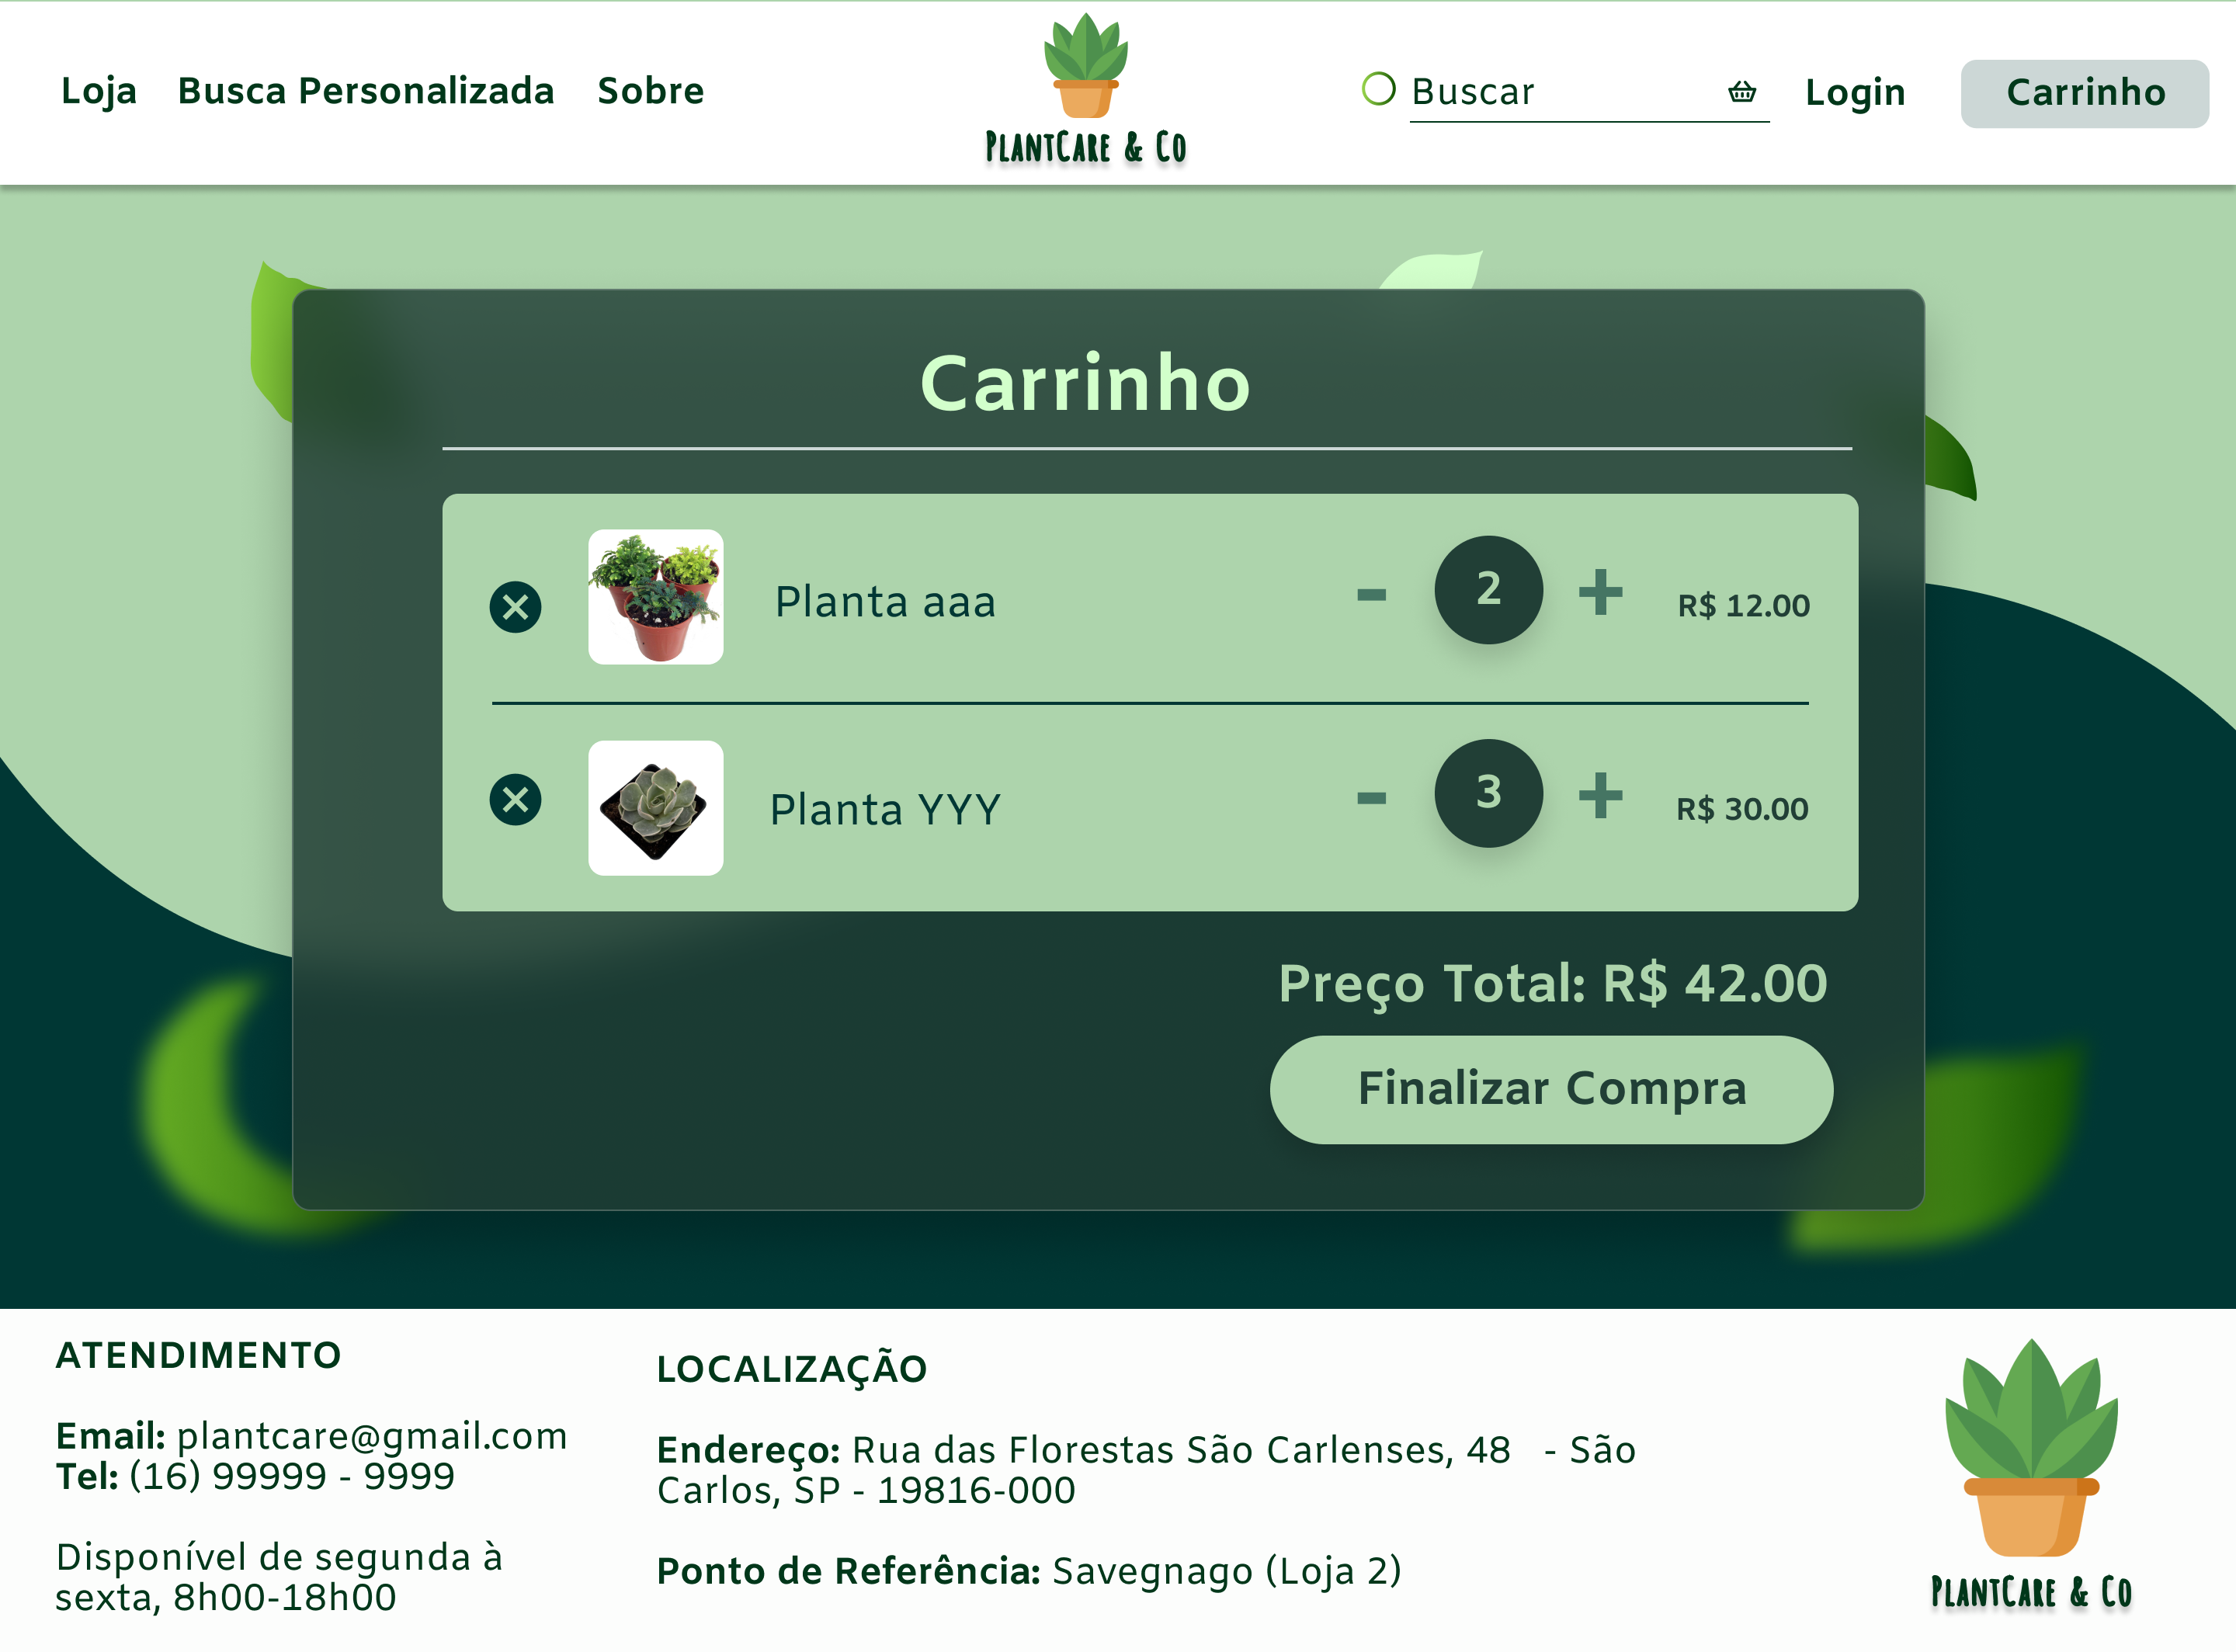 Loja Busca Personalizada Sobre
PlantCare & Co
Buscar
Login
Carrinho
Carrinho
Planta aaa - 2 + R$ 12.00
Planta YYY - 3 + R$ 30.00
Preço Total: R$ 42.00
Finalizar Compra
ATENDIMENTO
Email: plantcare@gmail.com
Tel: (16) 99999 - 9999
Disponível de segunda à
sexta, 8h00-18h00
LOCALIZAÇÃO
Endereço: Rua das Florestas São Carlenses, 48 - São
Carlos, SP - 19816-000
Ponto de Referência: Savegnago (Loja 2)
PlantCare & Co